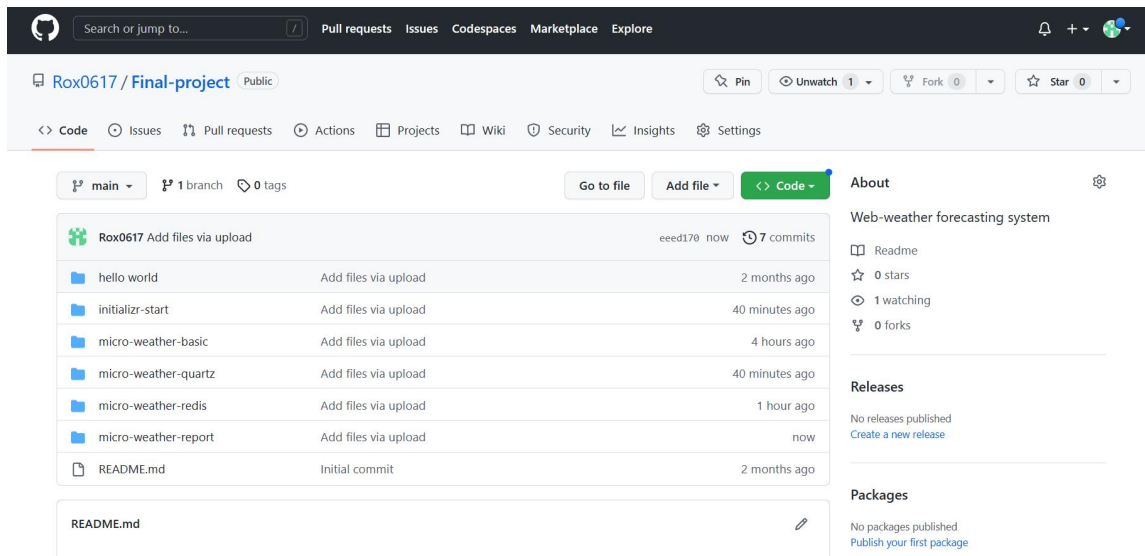 Search or jump to... / Pull requests Issues Codespaces Marketplace Explore
Rox0617 / Final-project Public
Pin Unwatch 1 Fork 0 Star 0
<> Code Issues Pull requests Actions Projects Wiki Security Insights Settings
main 1 branch 0 tags Go to file Add file <> Code
Rox0617 Add files via upload eeed170 now 7 commits
hello world Add files via upload 2 months ago
initializr-start Add files via upload 40 minutes ago
micro-weather-basic Add files via upload 4 hours ago
micro-weather-quartz Add files via upload 40 minutes ago
micro-weather-redis Add files via upload 1 hour ago
micro-weather-report Add files via upload now
README.md Initial commit 2 months ago
README.md
About
Web-weather forecasting system
Readme
0 stars
1 watching
0 forks
Releases
No releases published
Create a new release
Packages
No packages published
Publish your first package